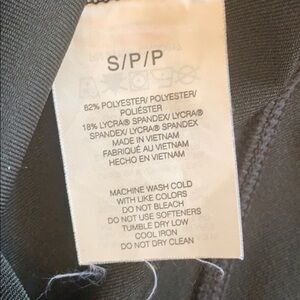 S/P/P
82% POLYESTER/ POLYESTER/
POLIÉSTER
18% LYCRA® SPANDEX/ LYCRA®
SPANDEX/ LYCRA® SPANDEX
MADE IN VIETNAM
FABRIQUÉ AU VIETNAM
HECHO EN VIETNAM
MACHINE WASH COLD
WITH LIKE COLORS
DO NOT BLEACH
DO NOT USE SOFTENERS
TUMBLE DRY LOW
COOL IRON
DO NOT DRY CLEAN